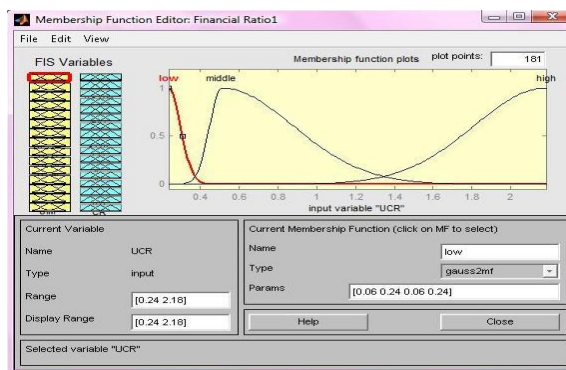 Membership Function Editor: Financial Ratio1
File Edit View
FIS Variables
Membership function plots
plot points:
181
low
middle
high
1
0.5
0
0.4 0.6 0.8 1 1.2 1.4 1.6 1.8 2
input variable "UCR"
CR
Current Variable
Name UCR
Type input
Range [0.24 2.18]
Display Range [0.24 2.18]
Current Membership Function (click on MF to select)
Name low
Type gauss2mf
Params [0.06 0.24 0.06 0.24]
Help Close
Selected variable "UCR"